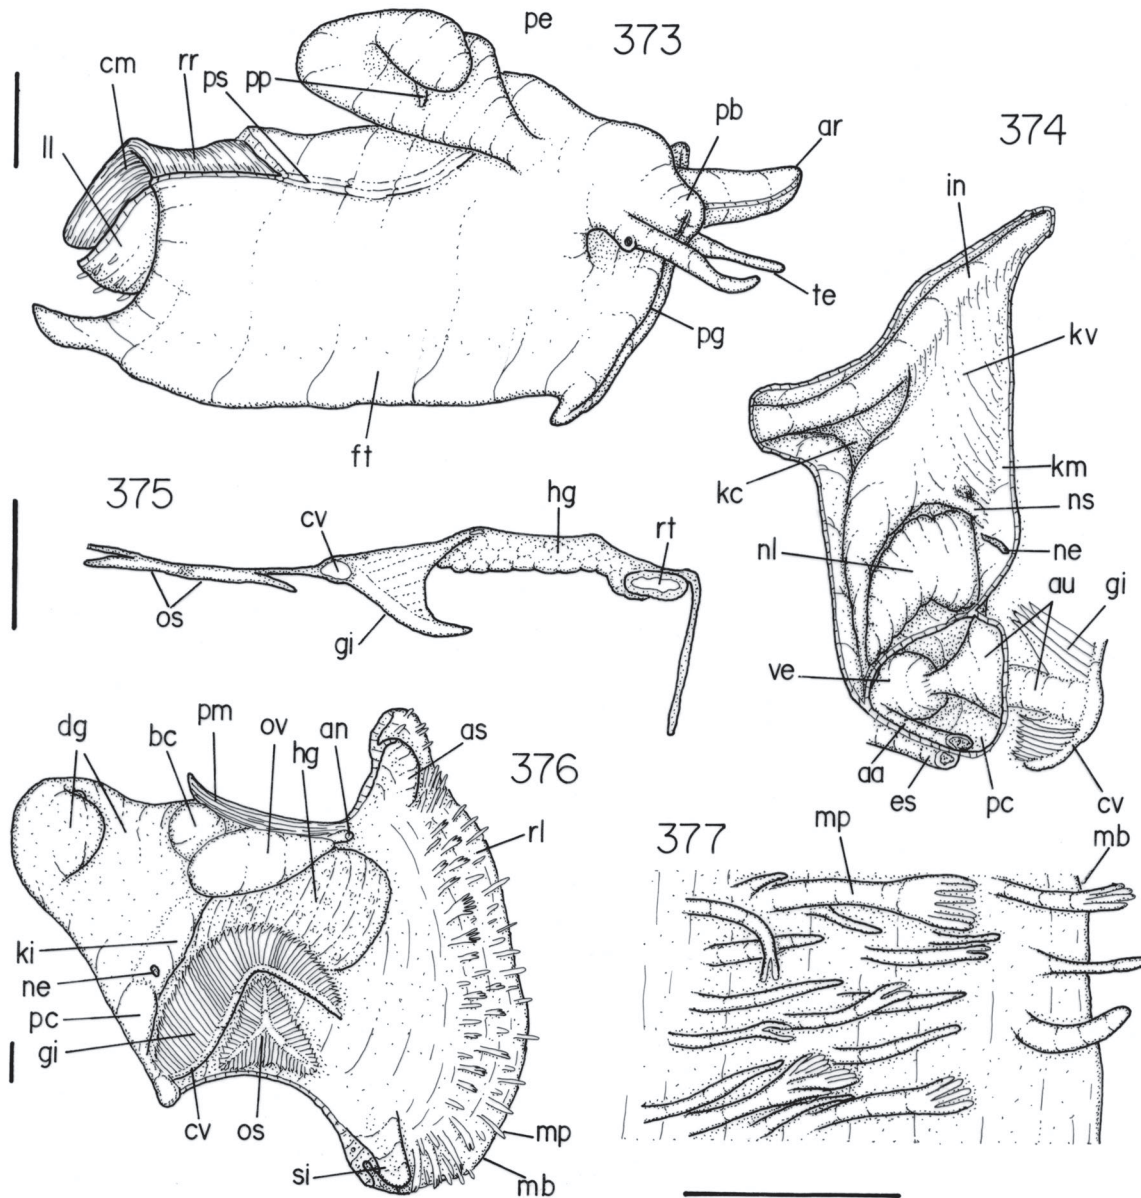 373
pe
cm
rr
ps
pp
ll
pb
ar
te
pg
ft
374
in
kv
kc
km
ns
nl
ne
au
gi
ve
aa
es
pc
cv
375
cv
hg
rt
os
gi
376
dg
bc
pm
ov
hg
an
as
rl
ki
ne
pc
gi
cv
os
si
mp
mb
377
mp
mb